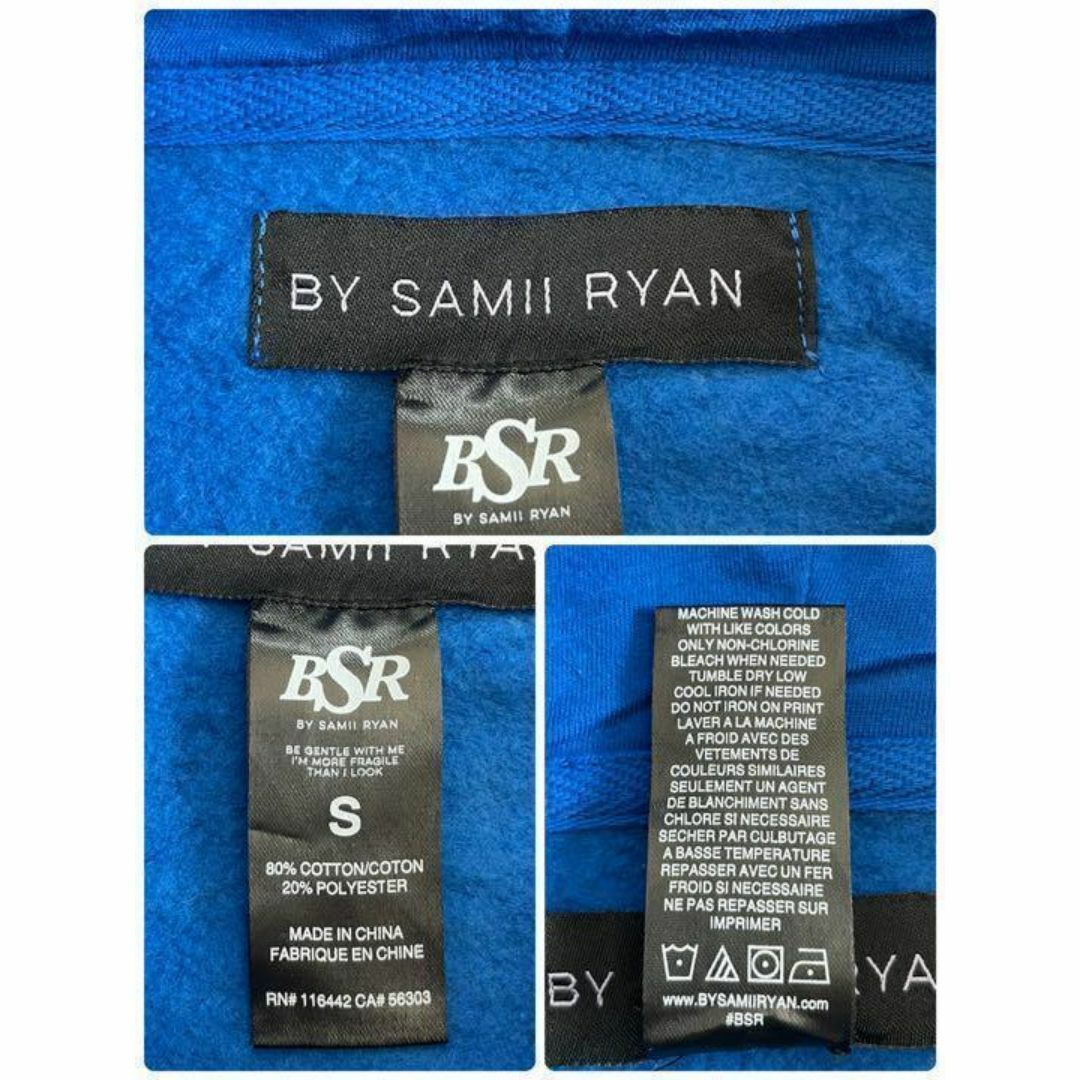 BY SAMII RYAN
BSR
BY SAMII RYAN
Y SAMII RYA
BSR
BY SAMII RYAN
BE GENTLE WITH ME
I'M MORE FRAGILE
THAN I LOOK
S
80% COTTON/COTON
20% POLYESTER
MADE IN CHINA
FABRIQUE EN CHINE
RN# 116442 CA# 56303
MACHINE WASH COLD
WITH LIKE COLORS
ONLY NON-CHLORINE
BLEACH WHEN NEEDED
TUMBLE DRY LOW
COOL IRON IF NEEDED
DO NOT IRON ON PRINT
LAVER A LA MACHINE
A FROID AVEC DES
VETEMENTS DE
COULEURS SIMILAIRES
SEULEMENT UN AGENT
DE BLANCHIMENT SANS
CHLORE SI NECESSAIRE
SECHER PAR CULBUTAGE
A BASSE TEMPERATURE
REPASSER AVEC UN FER
FROID SI NECESSAIRE
NE PAS REPASSER SUR
IMPRIMER
BY RYA
www.BYSAMIIRYAN.com
#BSR